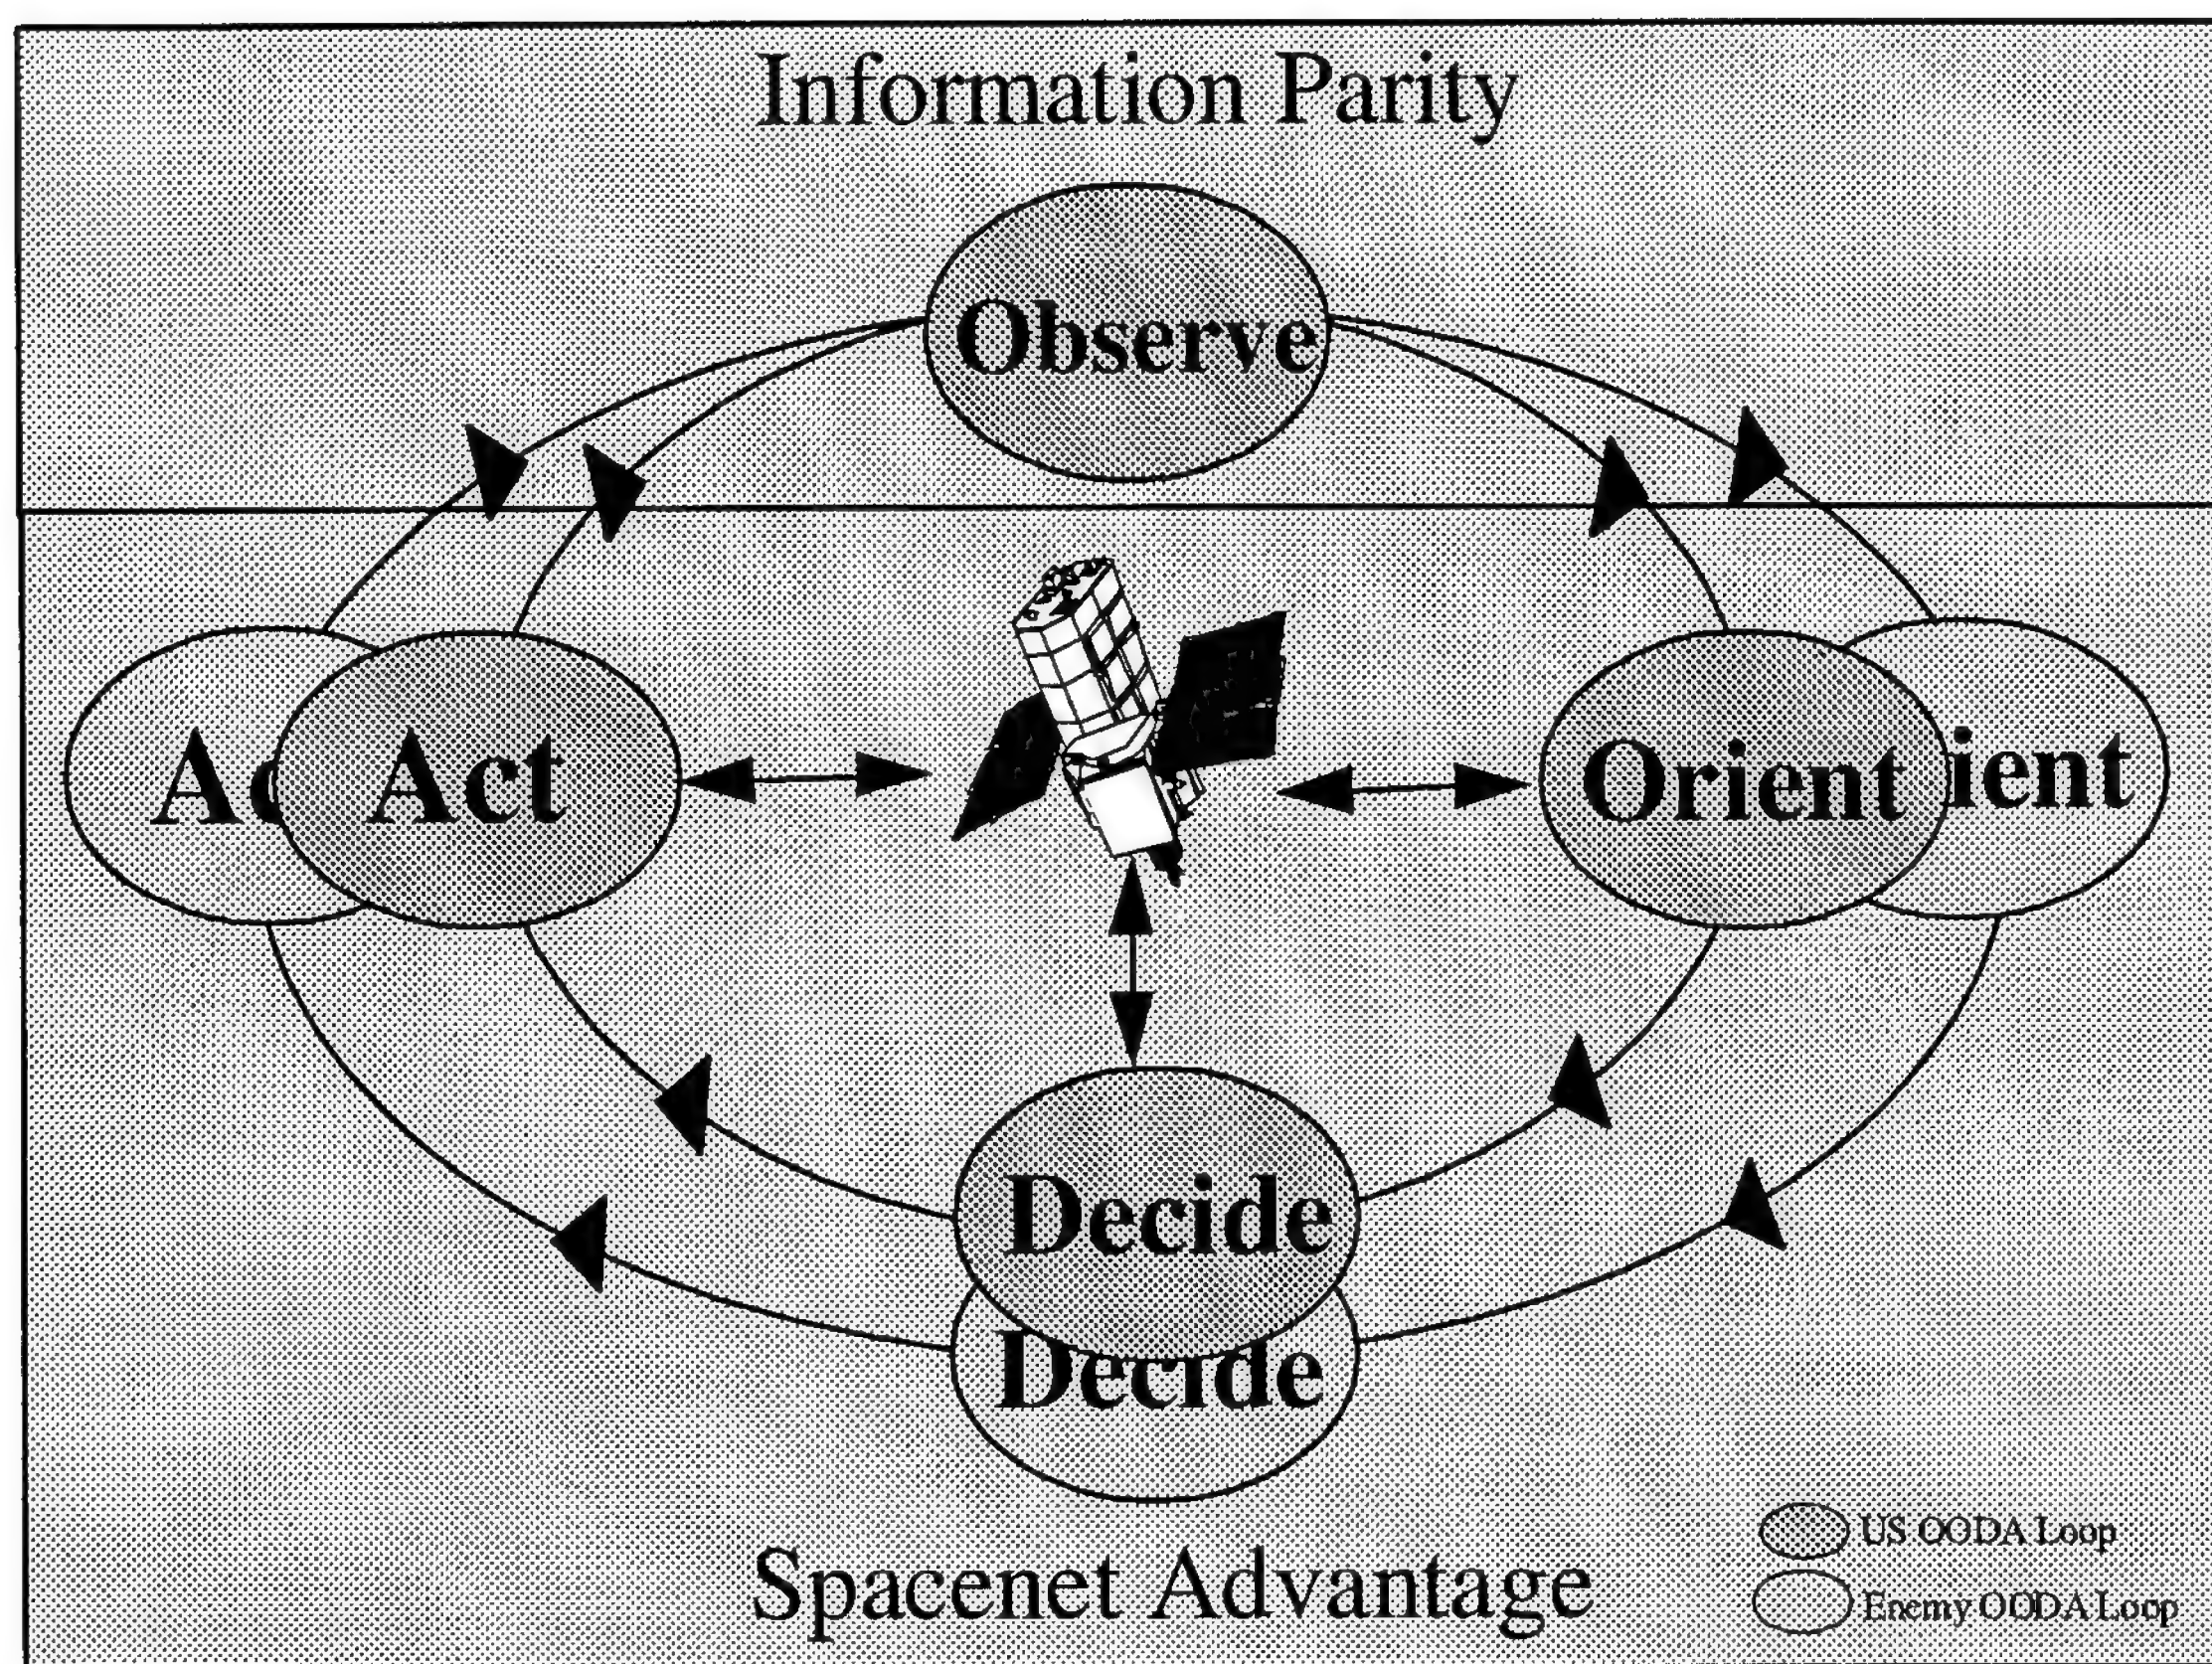 Information Parity
Observe
Act
Orient
ient
Decide
Decide
US OODA Loop
Enemy OODA Loop
Spacenet Advantage